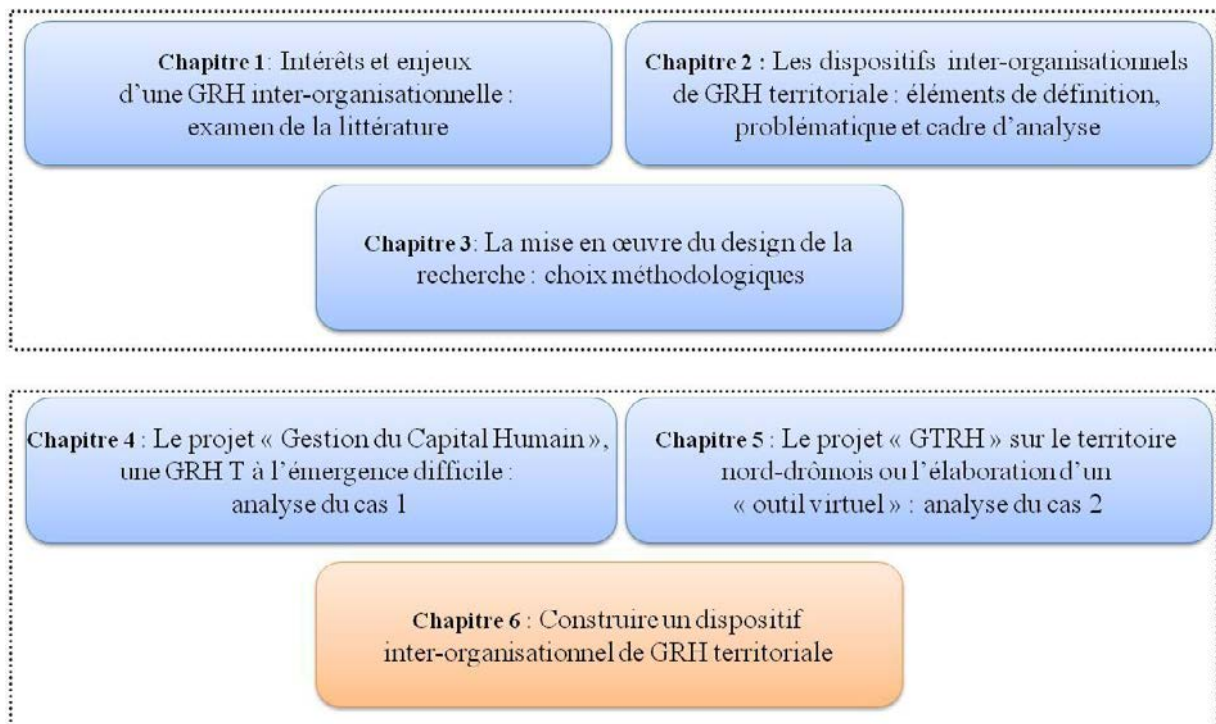 Chapitre 1: Intérêts et enjeux
d’une GRH inter-organisationnelle :
examen de la littérature
Chapitre 2 : Les dispositifs inter-organisationnels
de GRH territoriale : éléments de définition,
problématique et cadre d’analyse
Chapitre 3: La mise en œuvre du design de la
recherche : choix méthodologiques
Chapitre 4 : Le projet « Gestion du Capital Humain »,
une GRH T à l’émergence difficile :
analyse du cas 1
Chapitre 5 : Le projet « GTRH » sur le territoire
nord-drômois ou l’élaboration d’un
« outil virtuel » : analyse du cas 2
Chapitre 6 : Construire un dispositif
inter-organisationnel de GRH territoriale